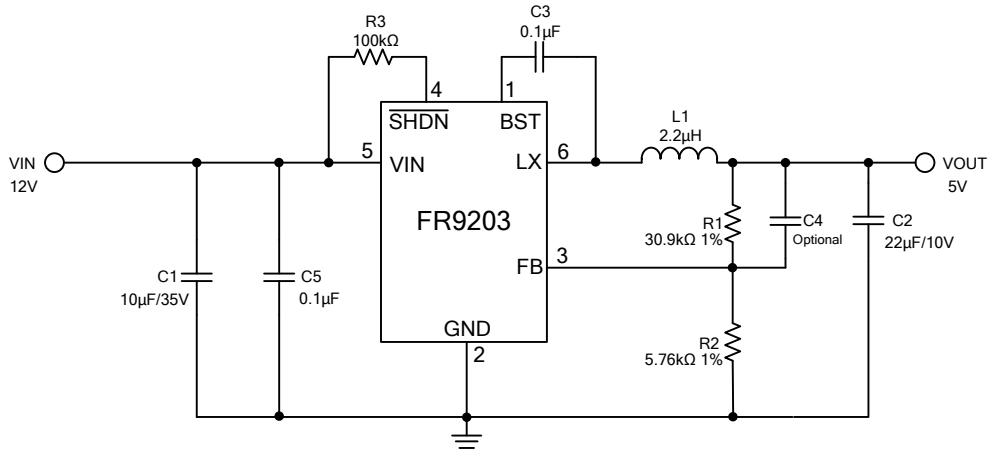 C3
0.1µF
R3
100kΩ
4
1
SHDN
BST
L1
2.2µH
VIN
12V
5
VIN
LX
6
VOUT
5V
FR9203
R1
30.9kΩ 1%
C4
Optional
C2
22µF/10V
FB
3
C1
10µF/35V
C5
0.1µF
GND
2
R2
5.76kΩ 1%